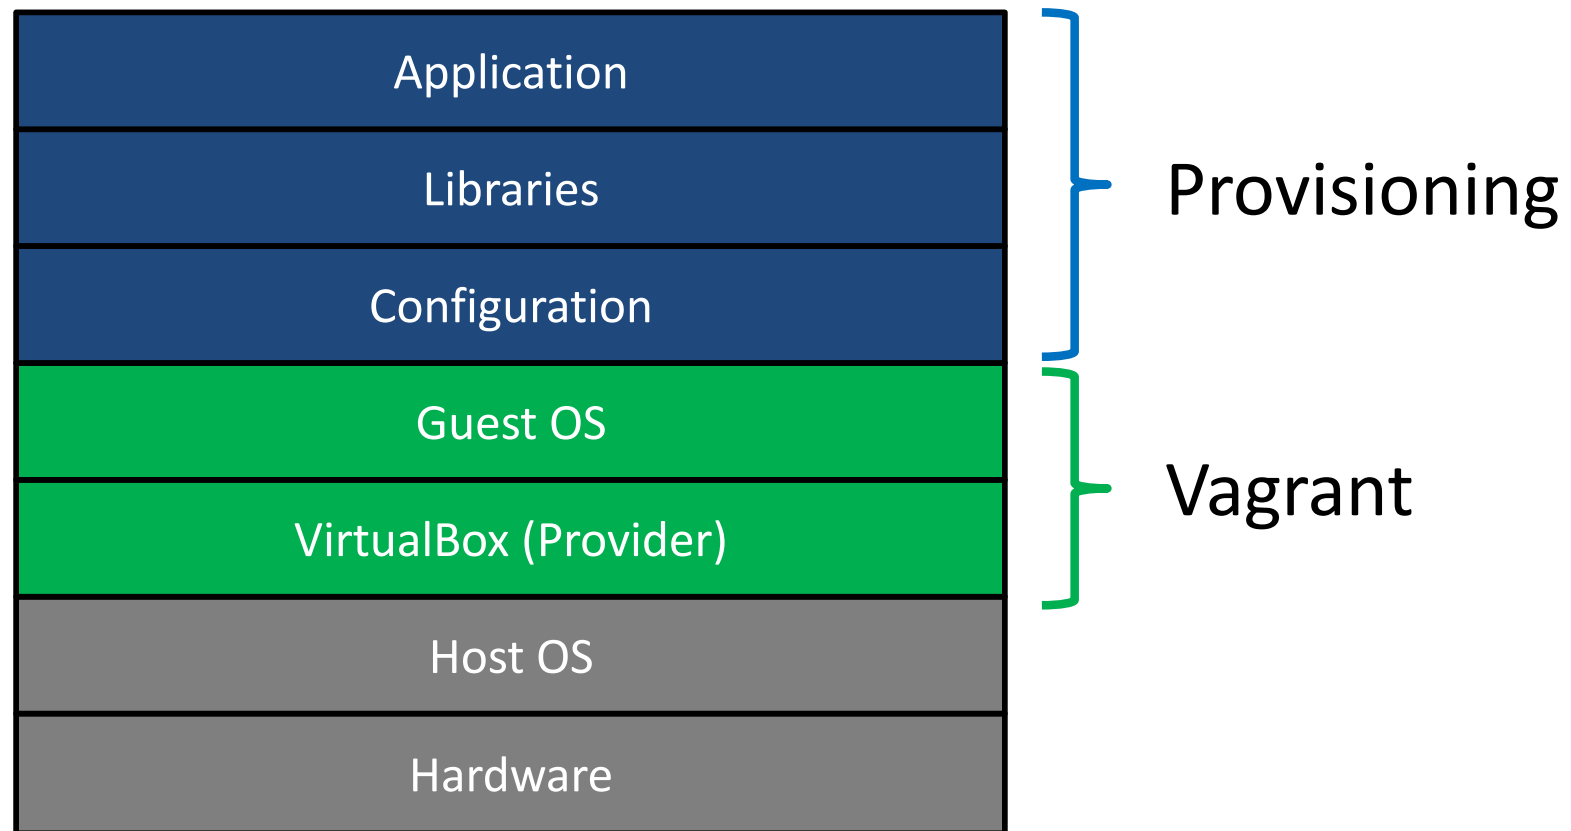 Application
Libraries
Configuration
Provisioning
Guest OS
VirtualBox (Provider)
Vagrant
Host OS
Hardware